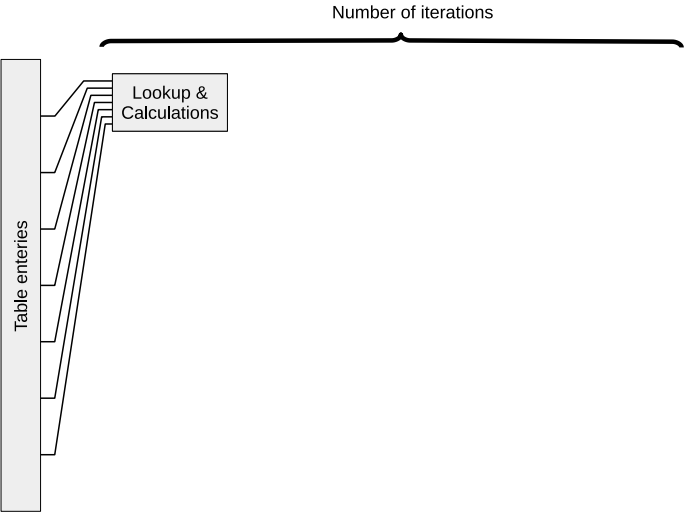 Number of iterations
Lookup &
Calculations
Table enteries